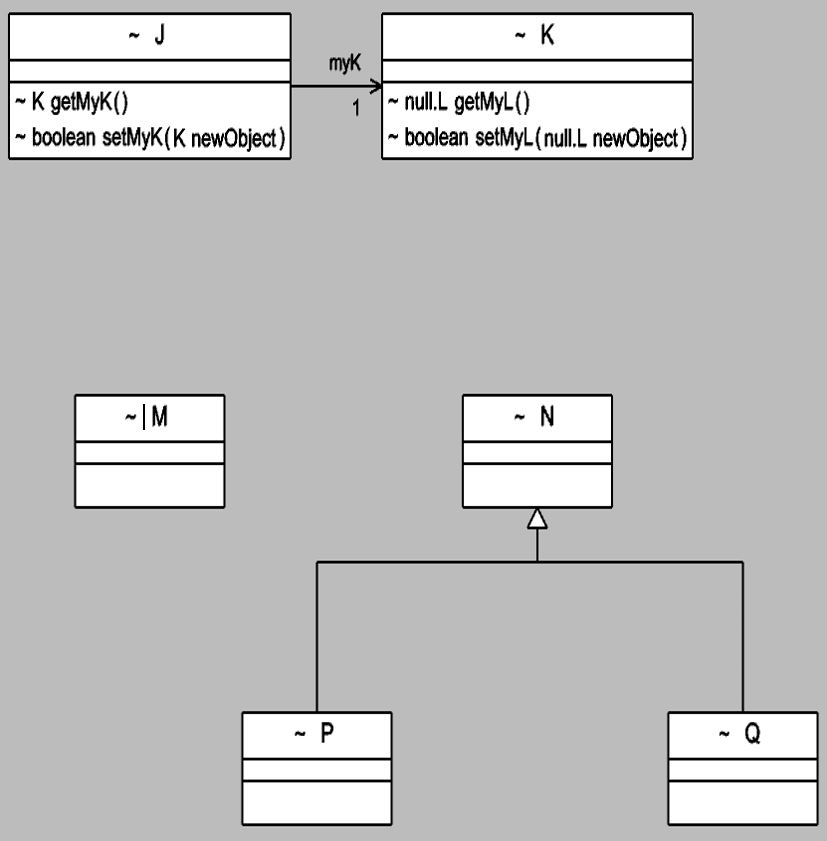 ~ J
~ K getMyK()
~ boolean setMyK(K newObject)
myK
1
~ K
~ null.L getMyL()
~ boolean setMyL(null.L newObject)
~|M
~ N
~ P
~ Q